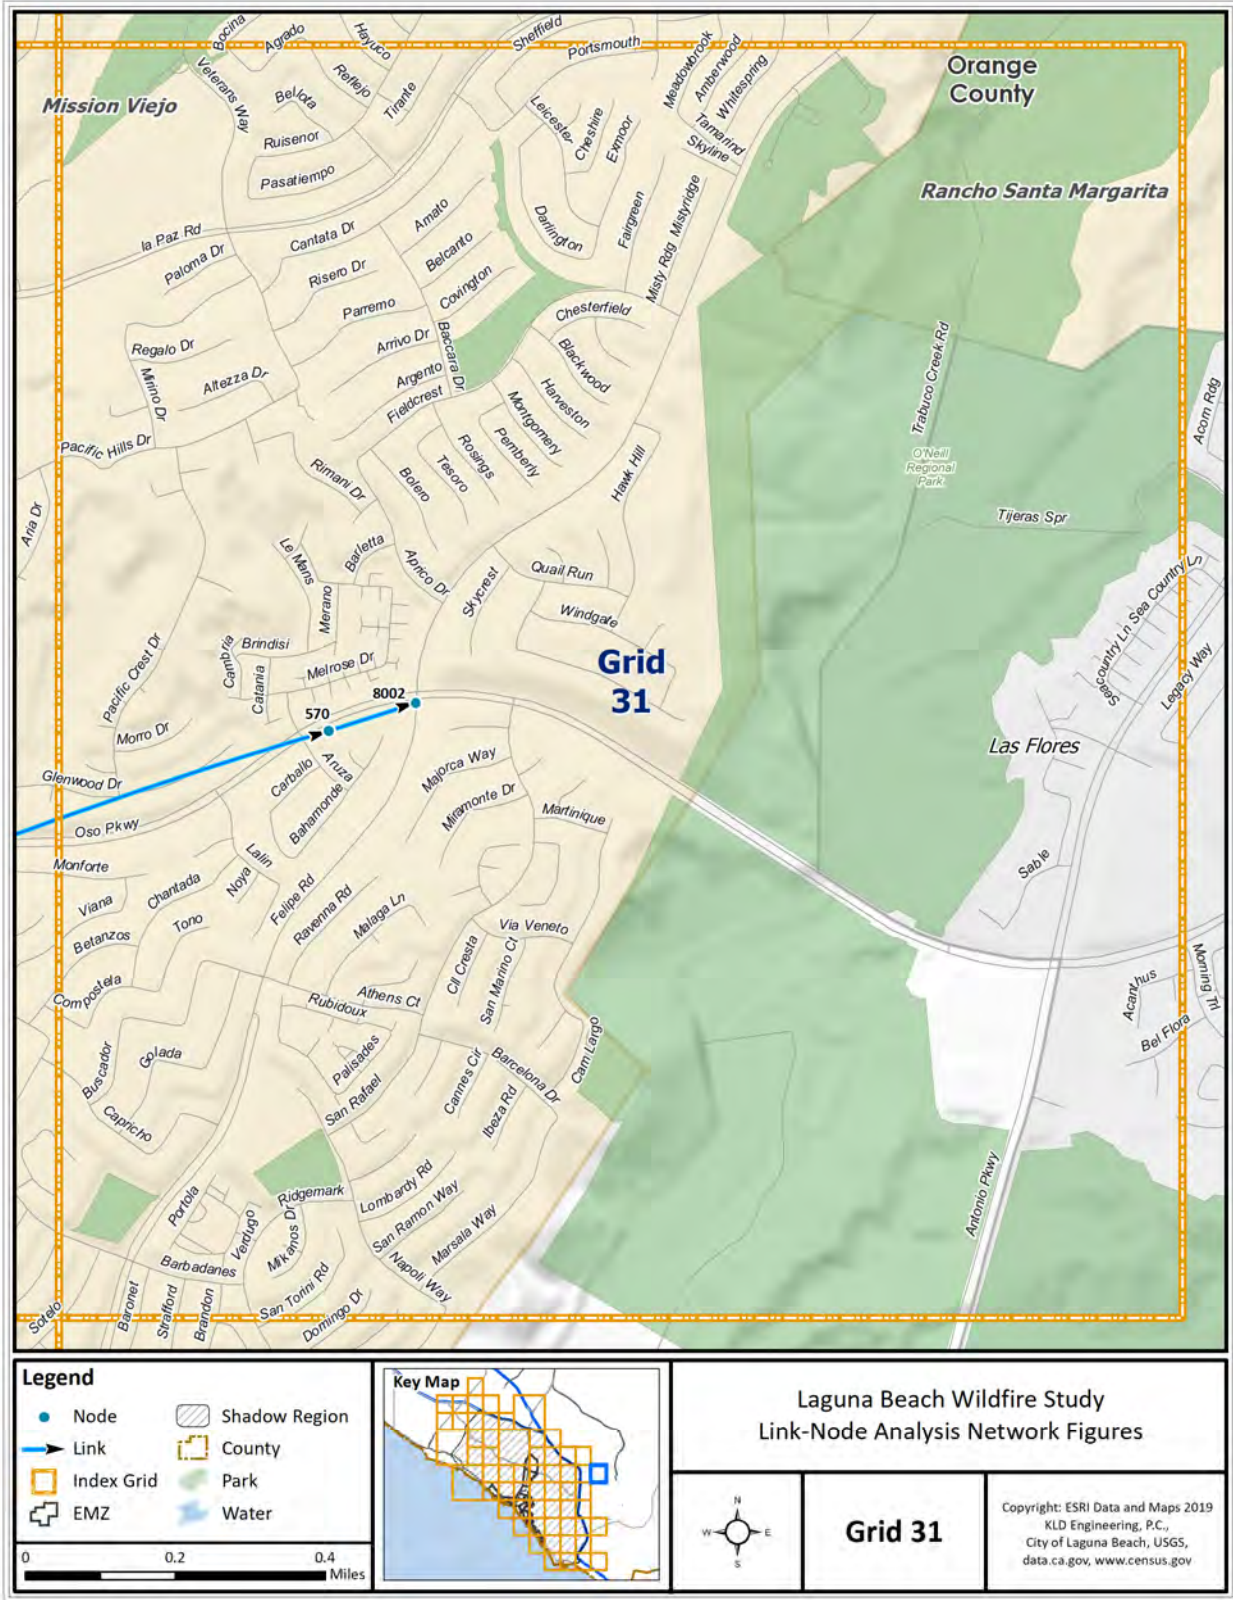 Bocina
Agrado
Hayuco
Sheffield
Portsmouth
Meadowbrook
Amberwood
Whitespring
Orange
County
Mission Viejo
Veterans Way
Bellota
Reflejo
Tirante
Leicester
Cheshire
Exmoor
Tamarind
Skyline
Ruisenor
Pasatiempo
Rancho Santa Margarita
la Paz Rd
Paloma Dr
Cantata Dr
Amato
Darlington
Fairgreen
Misty Rdg
Mistyridge
Risero Dr
Belcanto
Covington
Parremo
Chesterfield
Regalo Dr
Arrivo Dr
Baccara Dr
Blackwood
Trabuco Creek Rd
Mirino Dr
Altezza Dr
Argento
Fieldcrest
Harveston
Montgomery
Pemberly
Acorn Rdg
Pacific Hills Dr
Rosings
Tesoro
Bolero
Rimani Dr
Hawk Hill
O'Neill
Regional
Park
Aria Dr
Tijeras Spr
Le Mans
Barletta
Aprico Dr
Skycrest
Quail Run
Windgate
Merano
Sea Country Ln
Seacountry Ln
Legacy Way
Cambria
Brindisi
Catania
Melrose Dr
Pacific Crest Dr
Grid
31
8002
570
Morro Dr
Las Flores
Glenwood Dr
Carballo
Aruza
Bahamonde
Majorca Way
Miramonte Dr
Martinique
Oso Pkwy
Monforte
Lalin
Noya
Sable
Viana
Chantada
Tono
Felipe Rd
Ravenna Rd
Malaga Ln
Betanzos
Via Veneto
Cll Cresta
San Marino Ct
Compostela
Athens Ct
Rubidoux
Acanthus
Morning Trl
Bel Flora
Buscador
Golada
Palisades
San Rafael
Cannes Cir
Barcelona Dr
Cam Largo
Ibeza Rd
Capricho
Portola
Ridgemark
Lombardy Rd
San Ramon Way
Marsala Way
Antonio Pkwy
Verdugo
Mikanos Dr
Barbadanes
Napoli Way
San Torini Rd
Domingo Dr
Sotelo
Baronet
Strafford
Brandon
Legend
Node
Link
Index Grid
EMZ
Shadow Region
County
Park
Water
0
0.2
0.4
Miles
Key Map
Laguna Beach Wildfire Study
Link-Node Analysis Network Figures
N
W
E
S
Grid 31
Copyright: ESRI Data and Maps 2019
KLD Engineering, P.C.,
City of Laguna Beach, USGS,
data.ca.gov, www.census.gov